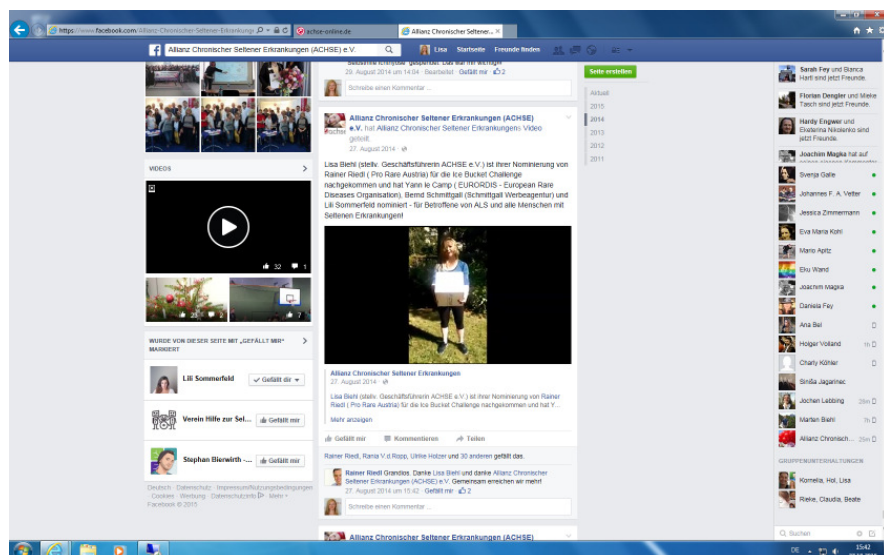 https://www.facebook.com/Allianz-Chronischer-Seltener-Erkrankungen
achse-online.de
Allianz Chronischer Seltener...
Allianz Chronischer Seltener Erkrankungen (ACHSE) e.V.
Lisa Startseite Freunde finden
29. August 2014 um 14:04 · Bearbeitet · Gefällt mir · 2
Schreibe einen Kommentar ...
Allianz Chronischer Seltener Erkrankungen (ACHSE)
e.V. hat Allianz Chronischer Seltener Erkrankungens Video
geteilt.
27. August 2014
Lisa Biehl (stellv. Geschäftsführerin ACHSE e.V.) ist ihrer Nominierung von
Rainer Riedl ( Pro Rare Austria) für die Ice Bucket Challenge
nachgekommen und hat Yann le Camp ( EURORDIS - European Rare
Diseases Organisation), Bernd Schmittgall (Schmittgall Werbeagentur) und
Lili Sommerfeld nominiert - für Betroffene von ALS und alle Menschen mit
Seltenen Erkrankungen!
Allianz Chronischer Seltener Erkrankungen
27. August 2014
Lisa Biehl (stellv. Geschäftsführerin ACHSE e.V.) ist ihrer Nominierung von Rainer
Riedl ( Pro Rare Austria) für die Ice Bucket Challenge nachgekommen und hat Y...
Mehr anzeigen
Gefällt mir Kommentieren Teilen
Rainer Riedl, Rania V.d.Rapp, Ulrike Holzer und 30 anderen gefällt das.
Rainer Riedl Grandios. Danke Lisa Biehl und danke Allianz Chronischer
Seltener Erkrankungen (ACHSE) e.V. Gemeinsam erreichen wir mehr!
27. August 2014 um 15:42 · Gefällt mir · 2
Schreibe einen Kommentar ...
Allianz Chronischer Seltener Erkrankungen (ACHSE)
VIDEOS
32 1
2
7
WURDE VON DIESER SEITE MIT „GEFÄLLT MIR"
MARKIERT
Lili Sommerfeld Gefällt dir
Verein Hilfe zur Sel... Gefällt mir
Stephan Bierwirth -... Gefällt mir
Deutsch · Datenschutz · Impressum/Nutzungsbedingungen
· Cookies · Werbung · Datenschutzinfo · Mehr
Facebook © 2015
Seite erstellen
Aktuell
2015
2014
2013
2012
2011
Sarah Fey und Bianca
Hartl sind jetzt Freunde.
Florian Dengler und Mieke
Tasch sind jetzt Freunde.
Hardy Engwer und
Ekaterina Nikolenko sind
jetzt Freunde.
Joachim Magka hat auf
Svenja Galle
Johannes F. A. Vetter
Jessica Zimmermann
Eva Maria Kohl
Mario Apitz
Eku Wand
Joachim Magka
Daniela Fey
Ana Bel
Holger Volland 1h
Charly Köhler
Siniša Jagarinec
Jochen Lebbing 28m
Marten Biehl 7h
Allianz Chronisch... 25m
GRUPPENUNTERHALTUNGEN
Kornelia, Hol, Lisa
Rieke, Claudia, Beate
Suchen
DE
15:42